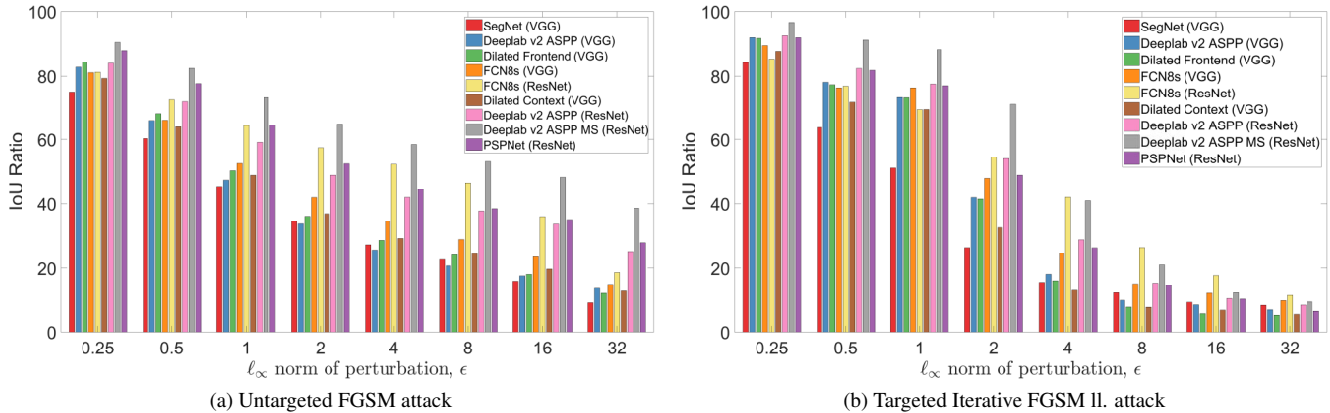 100
80
60
40
20
0
IoU Ratio
SegNet (VGG)
Deeplab v2 ASPP (VGG)
Dilated Frontend (VGG)
FCN8s (VGG)
FCN8s (ResNet)
Dilated Context (VGG)
Deeplab v2 ASPP (ResNet)
Deeplab v2 ASPP MS (ResNet)
PSPNet (ResNet)
0.25 0.5 1 2 4 8 16 32
ℓ∞ norm of perturbation, ϵ
(a) Untargeted FGSM attack
100
80
60
40
20
0
IoU Ratio
SegNet (VGG)
Deeplab v2 ASPP (VGG)
Dilated Frontend (VGG)
FCN8s (VGG)
FCN8s (ResNet)
Dilated Context (VGG)
Deeplab v2 ASPP (ResNet)
Deeplab v2 ASPP MS (ResNet)
PSPNet (ResNet)
0.25 0.5 1 2 4 8 16 32
ℓ∞ norm of perturbation, ϵ
(b) Targeted Iterative FGSM ll. attack